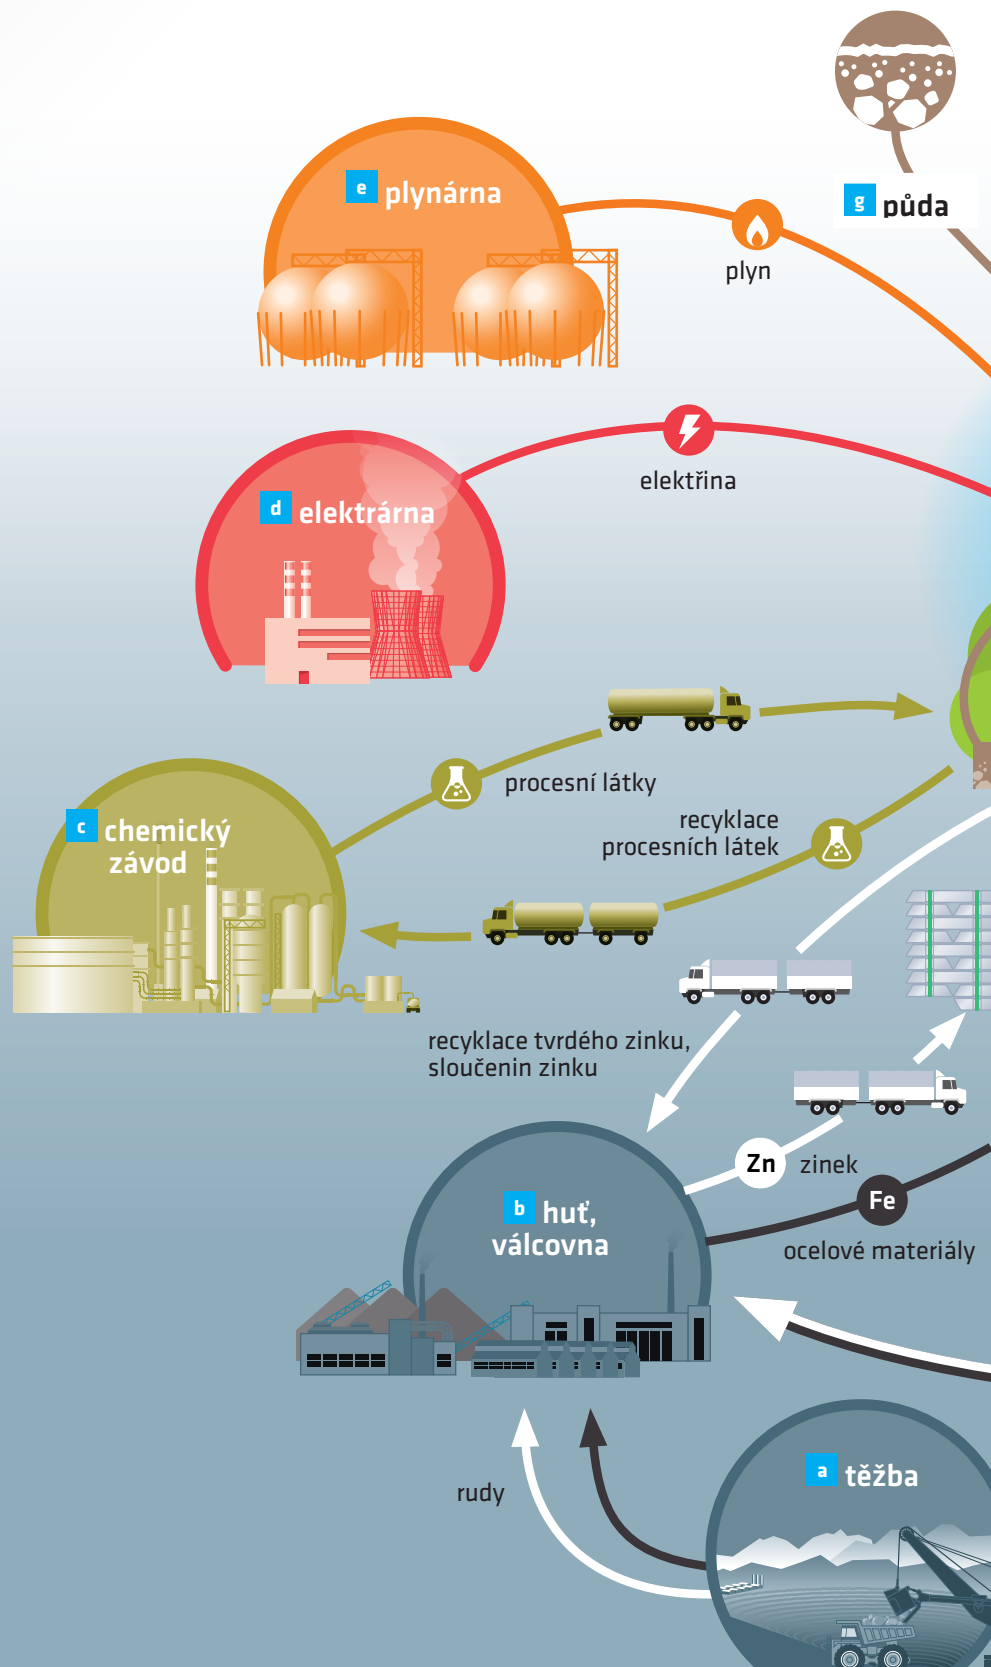 g půda
e plynárna
plyn
d elektrárna
elektřina
procesní látky
c chemický
závod
recyklace
procesních látek
recyklace tvrdého zinku,
sloučenin zinku
Zn zinek
b huť,
válcovna
Fe
ocelové materiály
a těžba
rudy